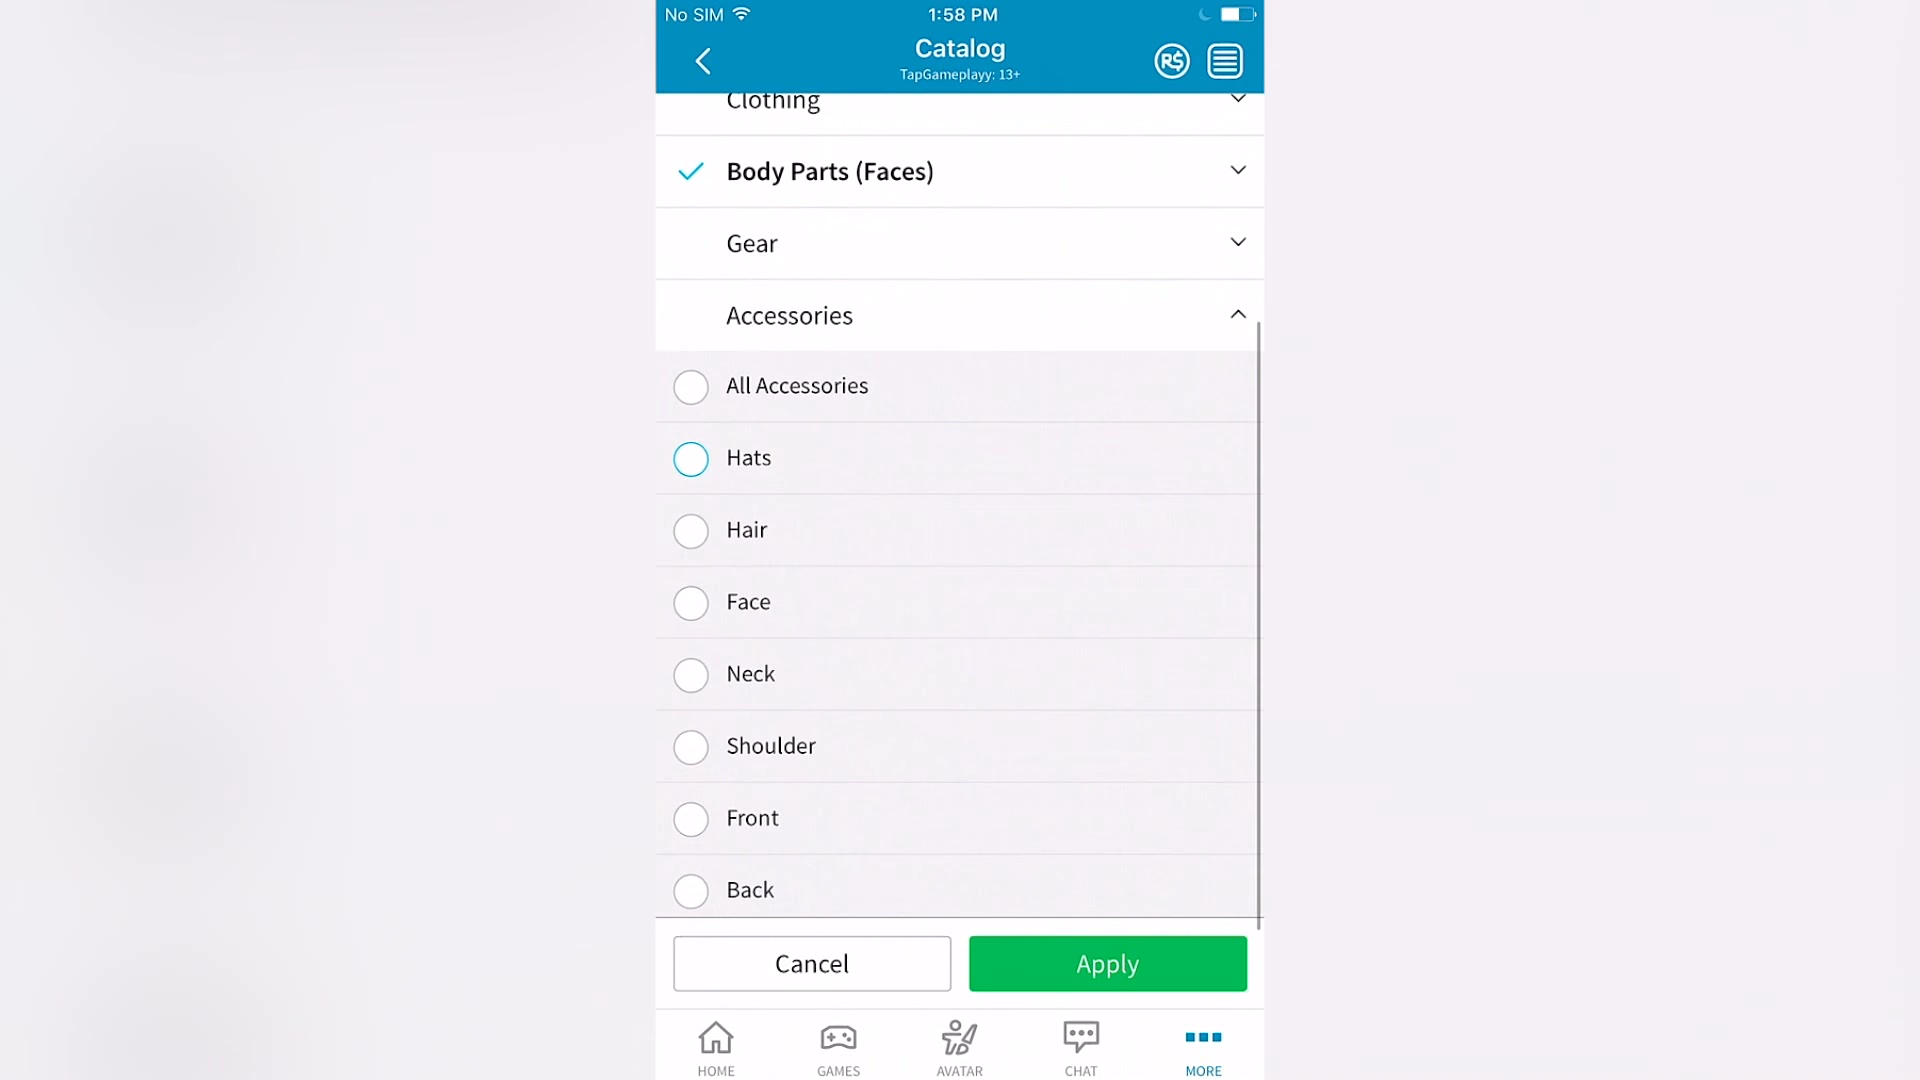 No SIM
1:58 PM
Catalog
TapGameplayy: 13+
R$
Clothing
Body Parts (Faces)
Gear
Accessories
All Accessories
Hats
Hair
Face
Neck
Shoulder
Front
Back
Cancel
Apply
HOME
GAMES
AVATAR
CHAT
MORE